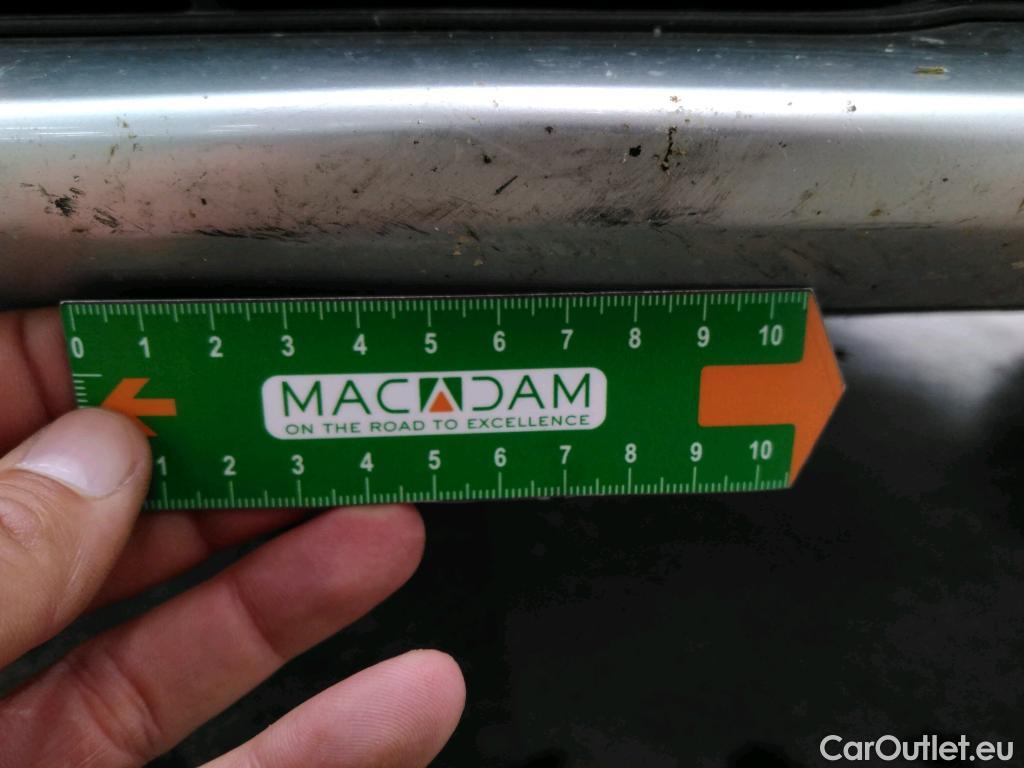 0 1 2 3 4 5 6 7 8 9 10
MACADAM
ON THE ROAD TO EXCELLENCE
1 2 3 4 5 6 7 8 9 10
CarOutlet.eu